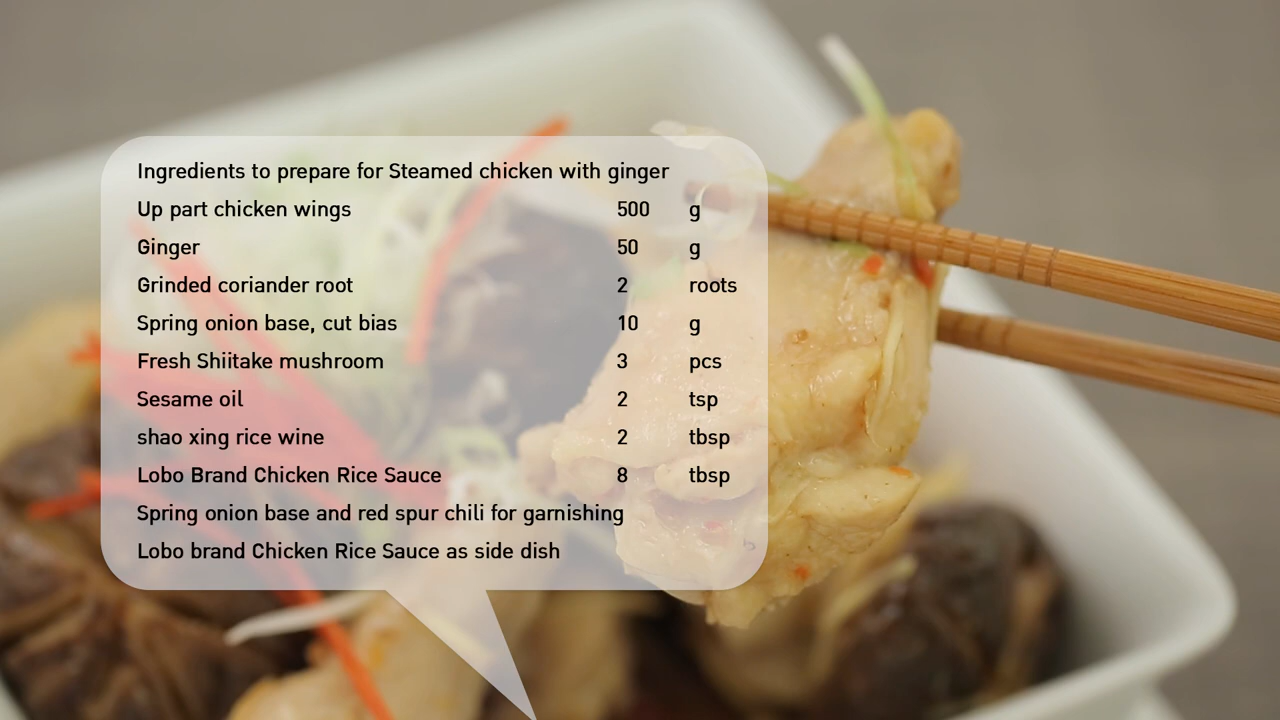 Ingredients to prepare for Steamed chicken with ginger
Up part chicken wings 500 g
Ginger 50 g
Grinded coriander root 2 roots
Spring onion base, cut bias 10 g
Fresh Shiitake mushroom 3 pcs
Sesame oil 2 tsp
shao xing rice wine 2 tbsp
Lobo Brand Chicken Rice Sauce 8 tbsp
Spring onion base and red spur chili for garnishing
Lobo brand Chicken Rice Sauce as side dish